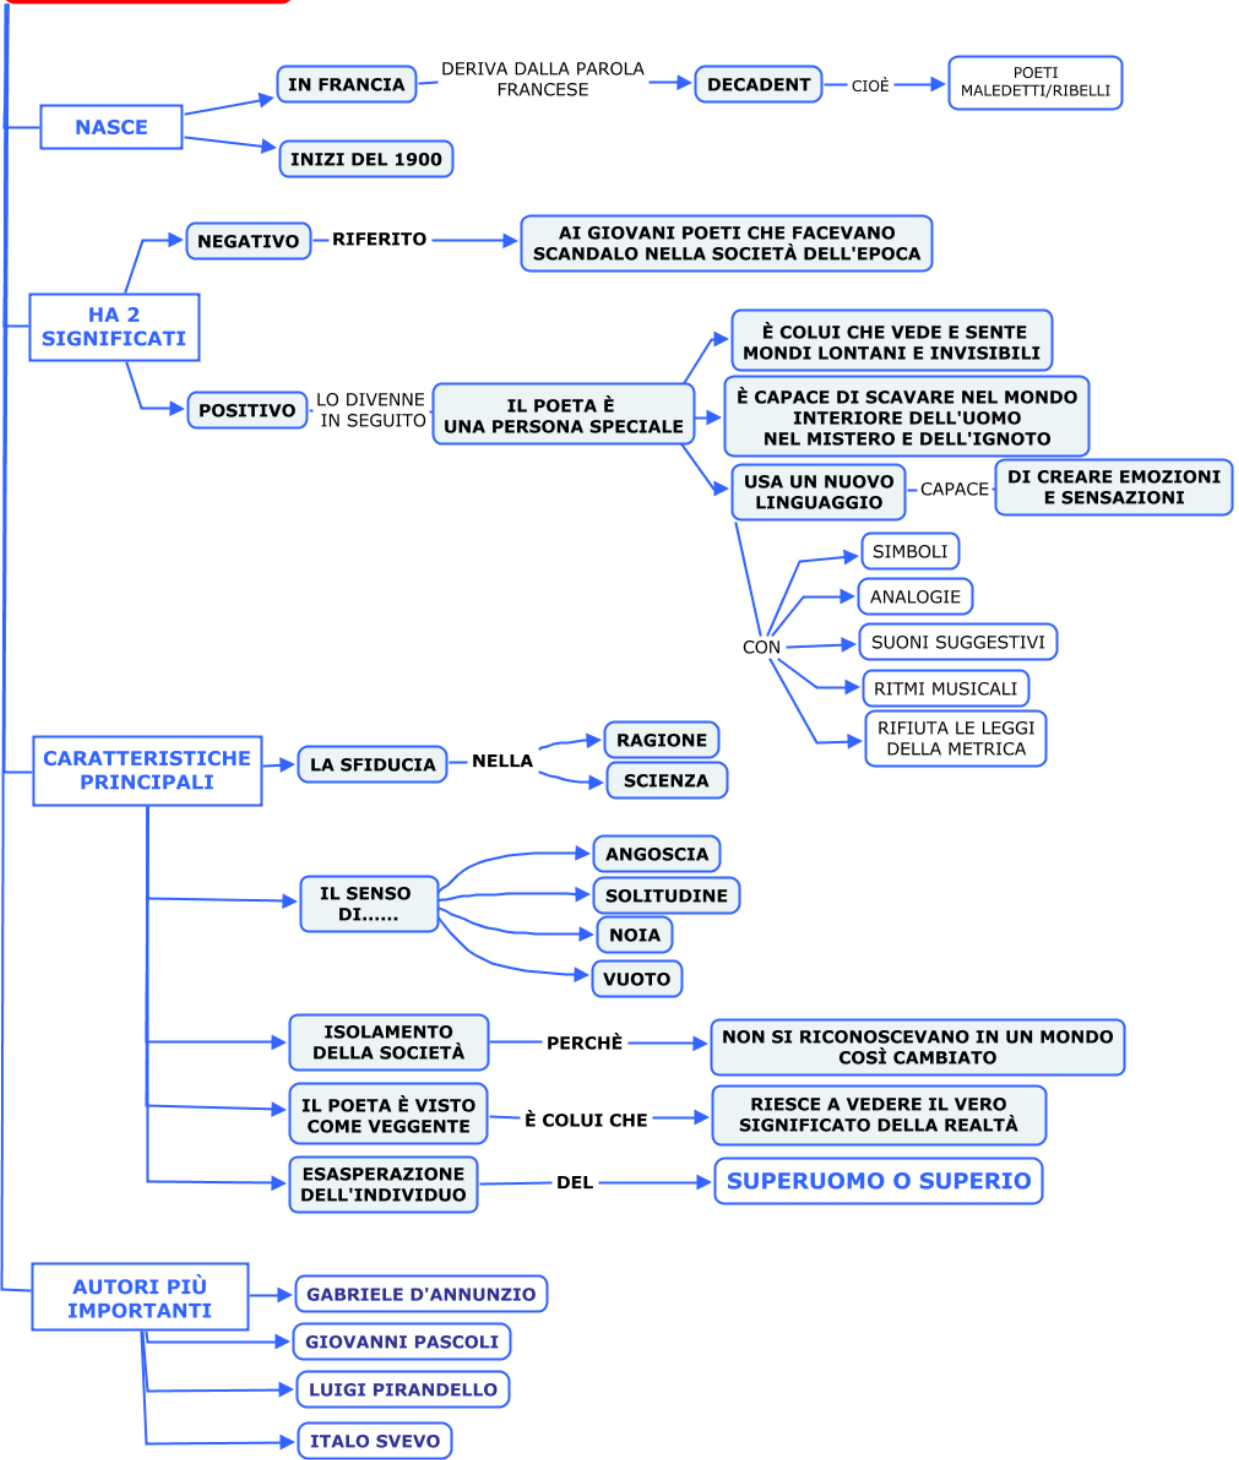 NASCE
IN FRANCIA
DERIVA DALLA PAROLA
FRANCESE
DECADENT
CIOÈ
POETI
MALEDETTI/RIBELLI
INIZI DEL 1900
HA 2
SIGNIFICATI
NEGATIVO
RIFERITO
AI GIOVANI POETI CHE FACEVANO
SCANDALO NELLA SOCIETÀ DELL'EPOCA
POSITIVO
LO DIVENNE
IN SEGUITO
IL POETA È
UNA PERSONA SPECIALE
È COLUI CHE VEDE E SENTE
MONDI LONTANI E INVISIBILI
È CAPACE DI SCAVARE NEL MONDO
INTERIORE DELL'UOMO
NEL MISTERO E DELL'IGNOTO
USA UN NUOVO
LINGUAGGIO
CAPACE
DI CREARE EMOZIONI
E SENSAZIONI
CON
SIMBOLI
ANALOGIE
SUONI SUGGESTIVI
RITMI MUSICALI
RIFIUTA LE LEGGI
DELLA METRICA
CARATTERISTICHE
PRINCIPALI
LA SFIDUCIA
NELLA
RAGIONE
SCIENZA
IL SENSO
DI......
ANGOSCIA
SOLITUDINE
NOIA
VUOTO
ISOLAMENTO
DELLA SOCIETÀ
PERCHÈ
NON SI RICONOSCEVANO IN UN MONDO
COSÌ CAMBIATO
IL POETA È VISTO
COME VEGGENTE
È COLUI CHE
RIESCE A VEDERE IL VERO
SIGNIFICATO DELLA REALTÀ
ESASPERAZIONE
DELL'INDIVIDUO
DEL
SUPERUOMO O SUPERIO
AUTORI PIÙ
IMPORTANTI
GABRIELE D'ANNUNZIO
GIOVANNI PASCOLI
LUIGI PIRANDELLO
ITALO SVEVO